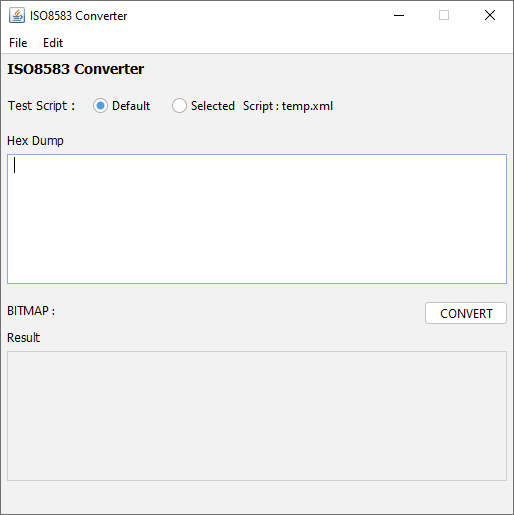 ISO8583 Converter
File Edit
ISO8583 Converter
Test Script : Default Selected Script : temp.xml
Hex Dump
BITMAP :
CONVERT
Result